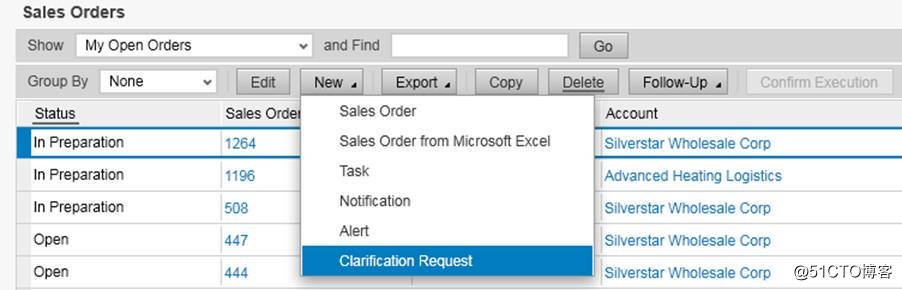 Sales Orders
Show My Open Orders and Find Go
Group By None Edit New Export Copy Delete Follow-Up Confirm Execution
Status Sales Order Account
Sales Order
In Preparation 1264 Silverstar Wholesale Corp
Sales Order from Microsoft Excel
In Preparation 1196 Task Advanced Heating Logistics
In Preparation 508 Notification Silverstar Wholesale Corp
Open 447 Alert Silverstar Wholesale Corp
Open 444 Clarification Request Silverstar Wholesale Corp
@51CTO博客